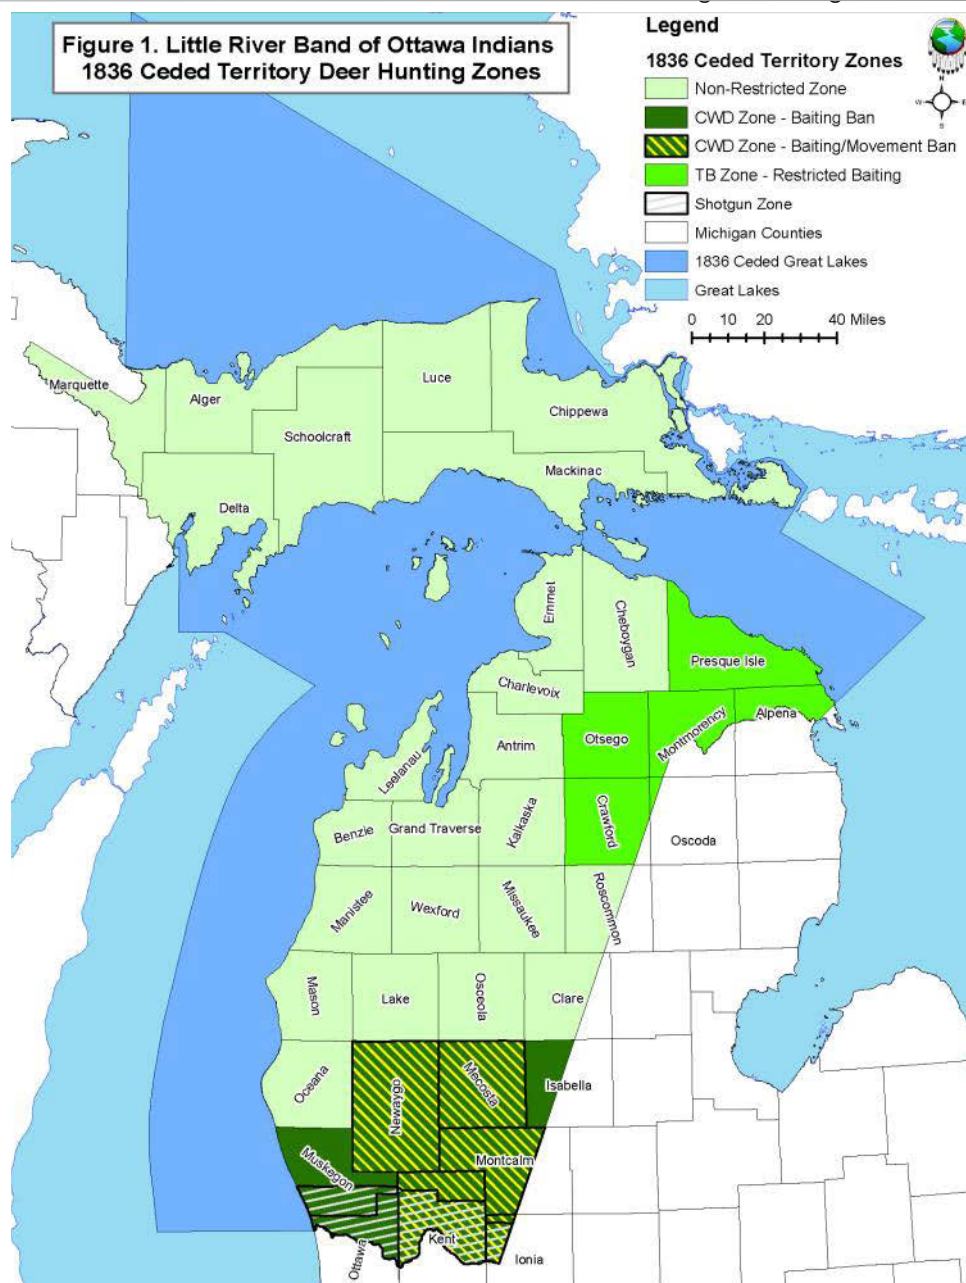 Figure 1. Little River Band of Ottawa Indians
1836 Ceded Territory Deer Hunting Zones
Legend
1836 Ceded Territory Zones
Non-Restricted Zone
CWD Zone - Baiting Ban
CWD Zone - Baiting/Movement Ban
TB Zone - Restricted Baiting
Shotgun Zone
Michigan Counties
1836 Ceded Great Lakes
Great Lakes
N
W
E
S
0 10 20 40 Miles
Marquette
Alger
Luce
Schoolcraft
Chippewa
Mackinac
Delta
Emmet
Cheboygan
Presque Isle
Charlevoix
Antrim
Otsego
Montmorency
Alpena
Leelanau
Benzie
Grand Traverse
Kalkaska
Crawford
Oscoda
Manistee
Wexford
Missaukee
Roscommon
Mason
Lake
Osceola
Clare
Oceana
Newaygo
Mecosta
Isabella
Muskegon
Montcalm
Ottawa
Kent
Ionia